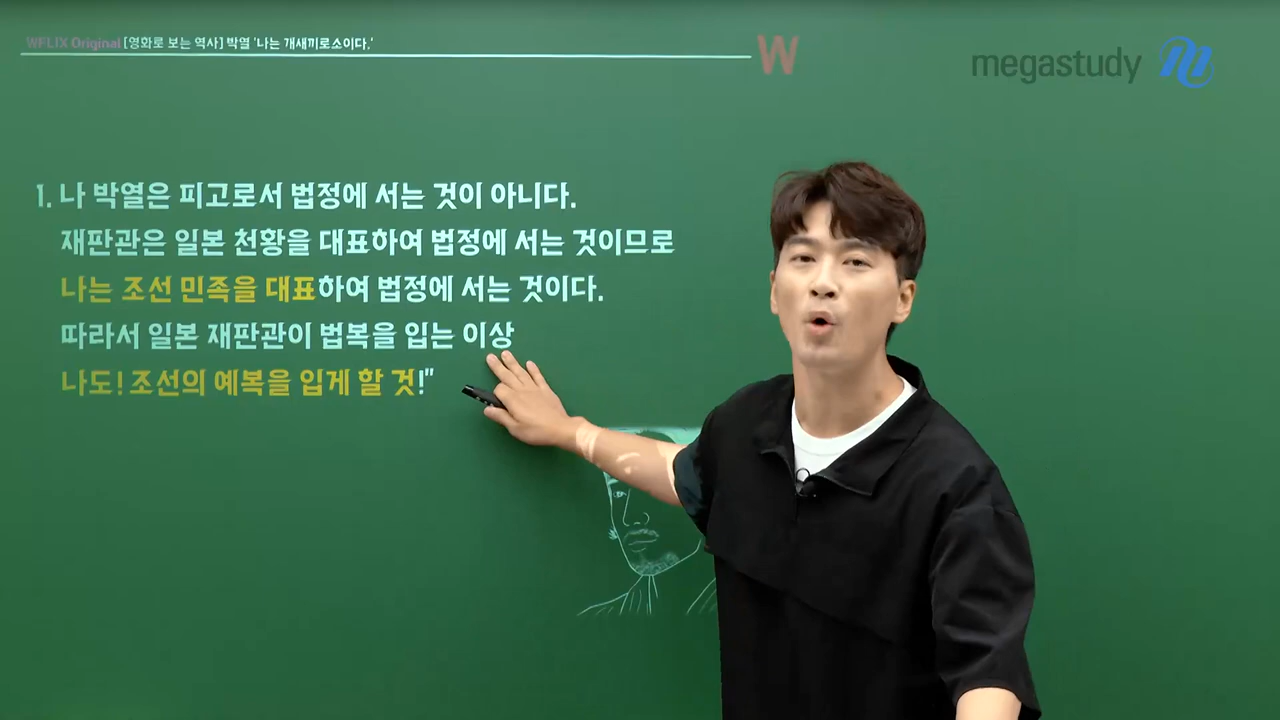 WFLIX Original [영화로 보는 역사] 박열 '나는 개새끼로소이다.'
W
megastudy
1. 나 박열은 피고로서 법정에 서는 것이 아니다.
재판관은 일본 천황을 대표하여 법정에 서는 것이므로
나는 조선 민족을 대표하여 법정에 서는 것이다.
따라서 일본 재판관이 법복을 입는 이상
나도! 조선의 예복을 입게 할 것!"